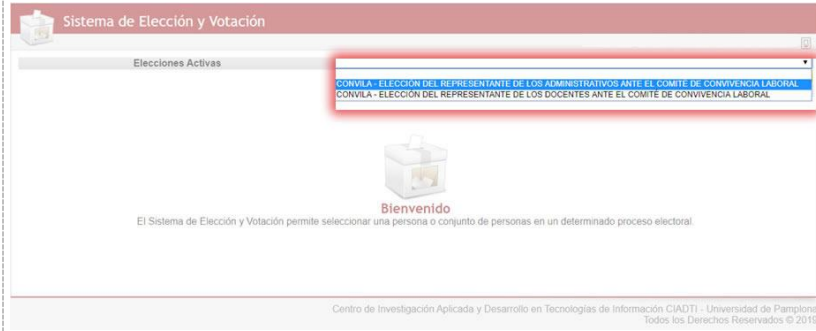 Sistema de Elección y Votación
Elecciones Activas
CONVILA - ELECCIÓN DEL REPRESENTANTE DE LOS ADMINISTRATIVOS ANTE EL COMITÉ DE CONVIVENCIA LABORAL
CONVILA - ELECCIÓN DEL REPRESENTANTE DE LOS DOCENTES ANTE EL COMITÉ DE CONVIVENCIA LABORAL
Bienvenido
El Sistema de Elección y Votación permite seleccionar una persona o conjunto de personas en un determinado proceso electoral.
Centro de Investigación Aplicada y Desarrollo en Tecnologías de Información CIADTI - Universidad de Pamplona
Todos los Derechos Reservados © 2019